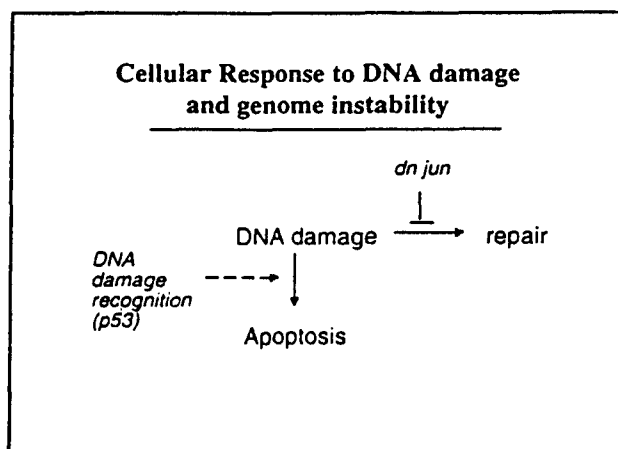 Cellular Response to DNA damage
and genome instability
dn jun
DNA damage
repair
DNA
damage
recognition
(p53)
Apoptosis